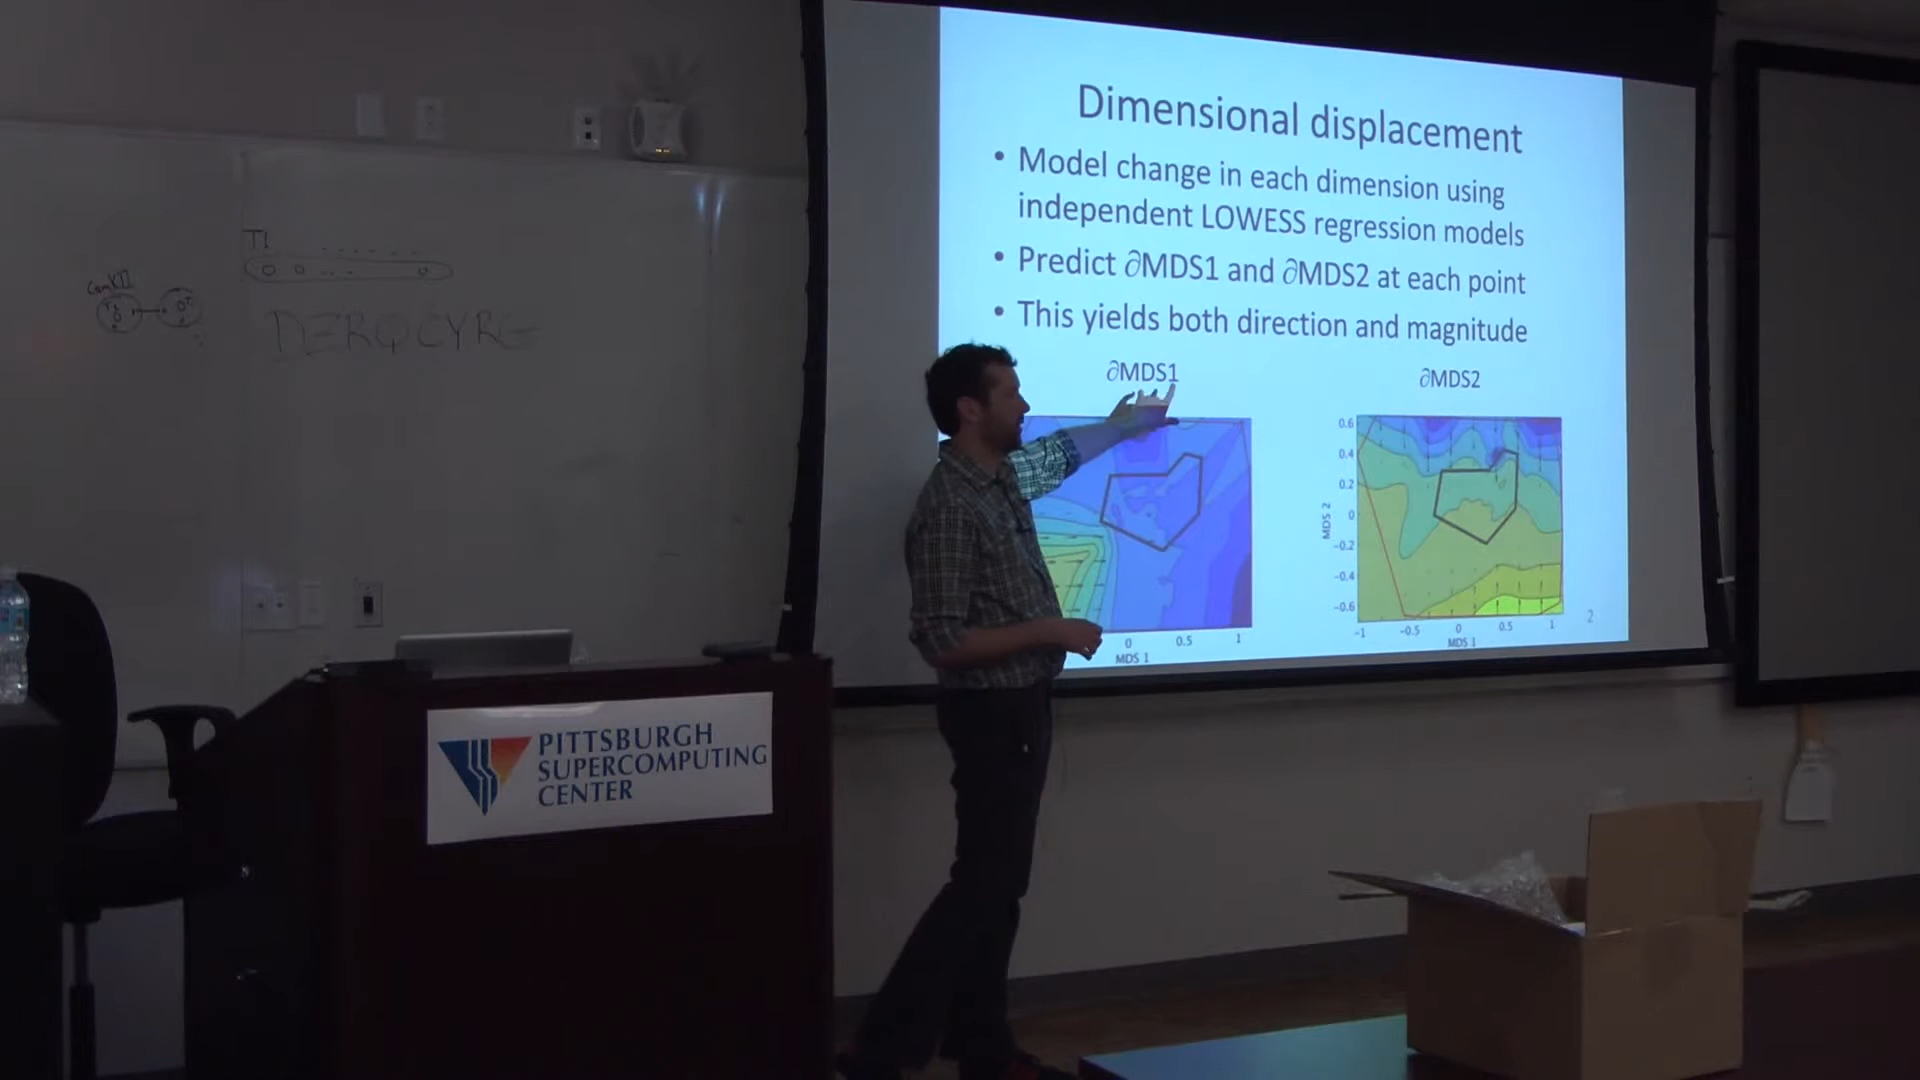 Dimensional displacement
• Model change in each dimension using
independent LOWESS regression models
• Predict ∂MDS1 and ∂MDS2 at each point
• This yields both direction and magnitude
∂MDS1
∂MDS2
0.6
0.4
0.2
0
-0.2
-0.4
-0.6
MDS 2
0 0.5 1
MDS 1
-1 -0.5 0 0.5 1
MDS 1
2
T1
CamKII
PITTSBURGH
SUPERCOMPUTING
CENTER